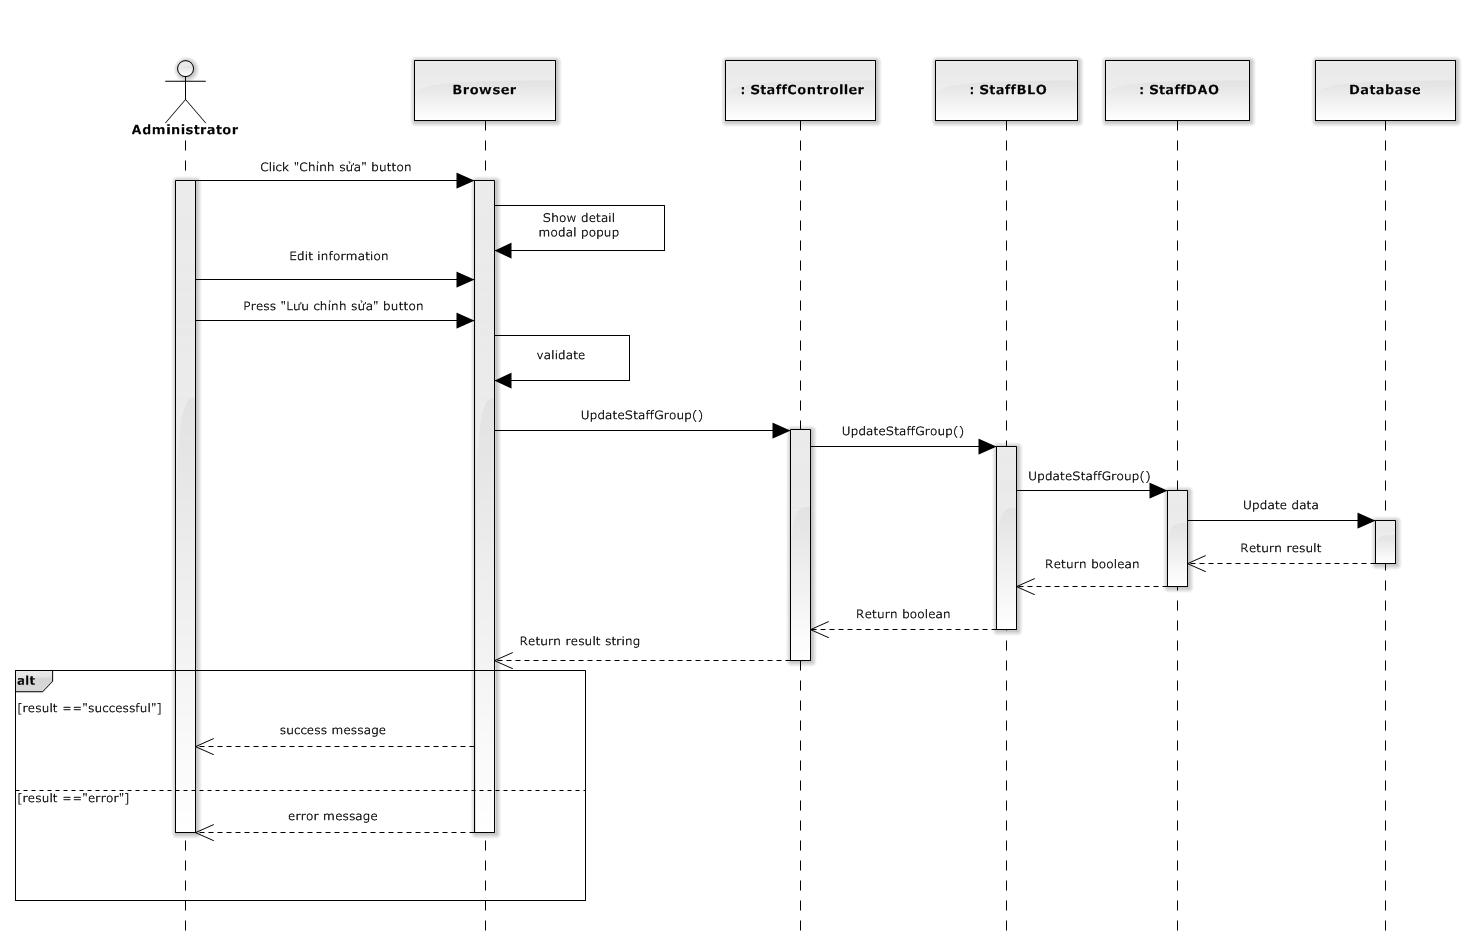 Administrator
Browser
: StaffController
: StaffBLO
: StaffDAO
Database
Click "Chỉnh sửa" button
Show detail
modal popup
Edit information
Press "Lưu chỉnh sửa" button
validate
UpdateStaffGroup()
UpdateStaffGroup()
UpdateStaffGroup()
Update data
Return result
Return boolean
Return boolean
Return result string
alt
[result =="successful"]
success message
[result =="error"]
error message